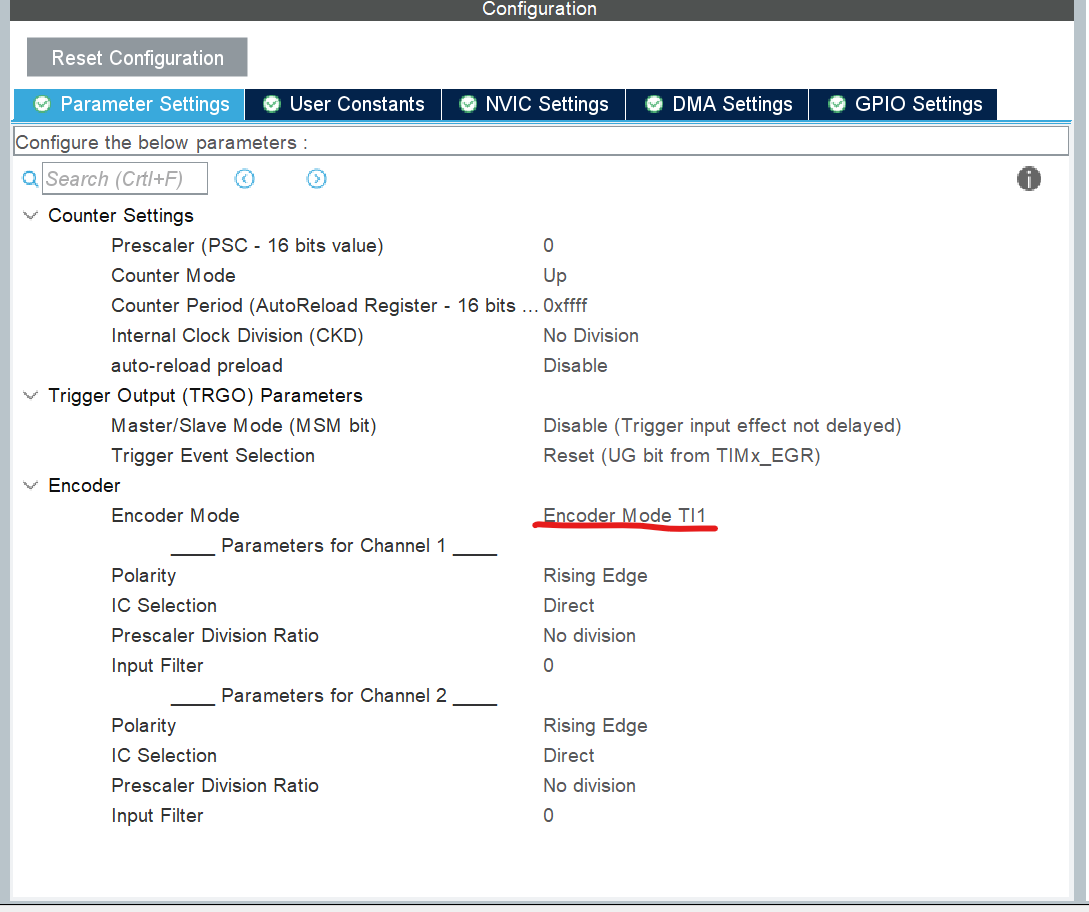 Configuration
Reset Configuration
Parameter Settings User Constants NVIC Settings DMA Settings GPIO Settings
Configure the below parameters :
Search (Crtl+F)
Counter Settings
Prescaler (PSC - 16 bits value) 0
Counter Mode Up
Counter Period (AutoReload Register - 16 bits ... 0xffff
Internal Clock Division (CKD) No Division
auto-reload preload Disable
Trigger Output (TRGO) Parameters
Master/Slave Mode (MSM bit) Disable (Trigger input effect not delayed)
Trigger Event Selection Reset (UG bit from TIMx_EGR)
Encoder
Encoder Mode Encoder Mode TI1
____ Parameters for Channel 1 ____
Polarity Rising Edge
IC Selection Direct
Prescaler Division Ratio No division
Input Filter 0
____ Parameters for Channel 2 ____
Polarity Rising Edge
IC Selection Direct
Prescaler Division Ratio No division
Input Filter 0